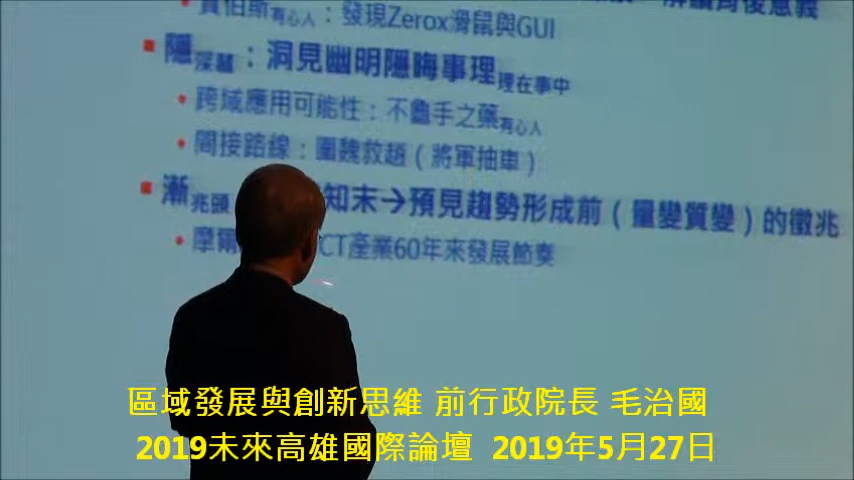 賈伯斯有心人：發現Zerox滑鼠與GUI
隱深藏：洞見幽明隱晦事理理在事中
跨域應用可能性：不龜手之藥有心人
間接路線：圍魏救趙（將軍抽車）
漸兆頭 知末→預見趨勢形成前（量變質變）的徵兆
摩爾 CT產業60年來發展節奏
區域發展與創新思維 前行政院長 毛治國
2019未來高雄國際論壇 2019年5月27日